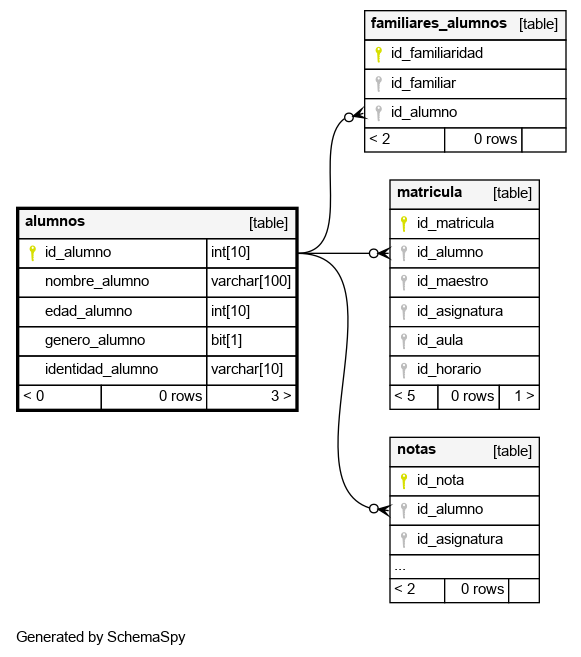 familiares_alumnos [table]
id_familiaridad
id_familiar
id_alumno
< 2 0 rows
alumnos [table]
id_alumno int[10]
nombre_alumno varchar[100]
edad_alumno int[10]
genero_alumno bit[1]
identidad_alumno varchar[10]
< 0 0 rows 3 >
matricula [table]
id_matricula
id_alumno
id_maestro
id_asignatura
id_aula
id_horario
< 5 0 rows 1 >
notas [table]
id_nota
id_alumno
id_asignatura
...
< 2 0 rows
Generated by SchemaSpy